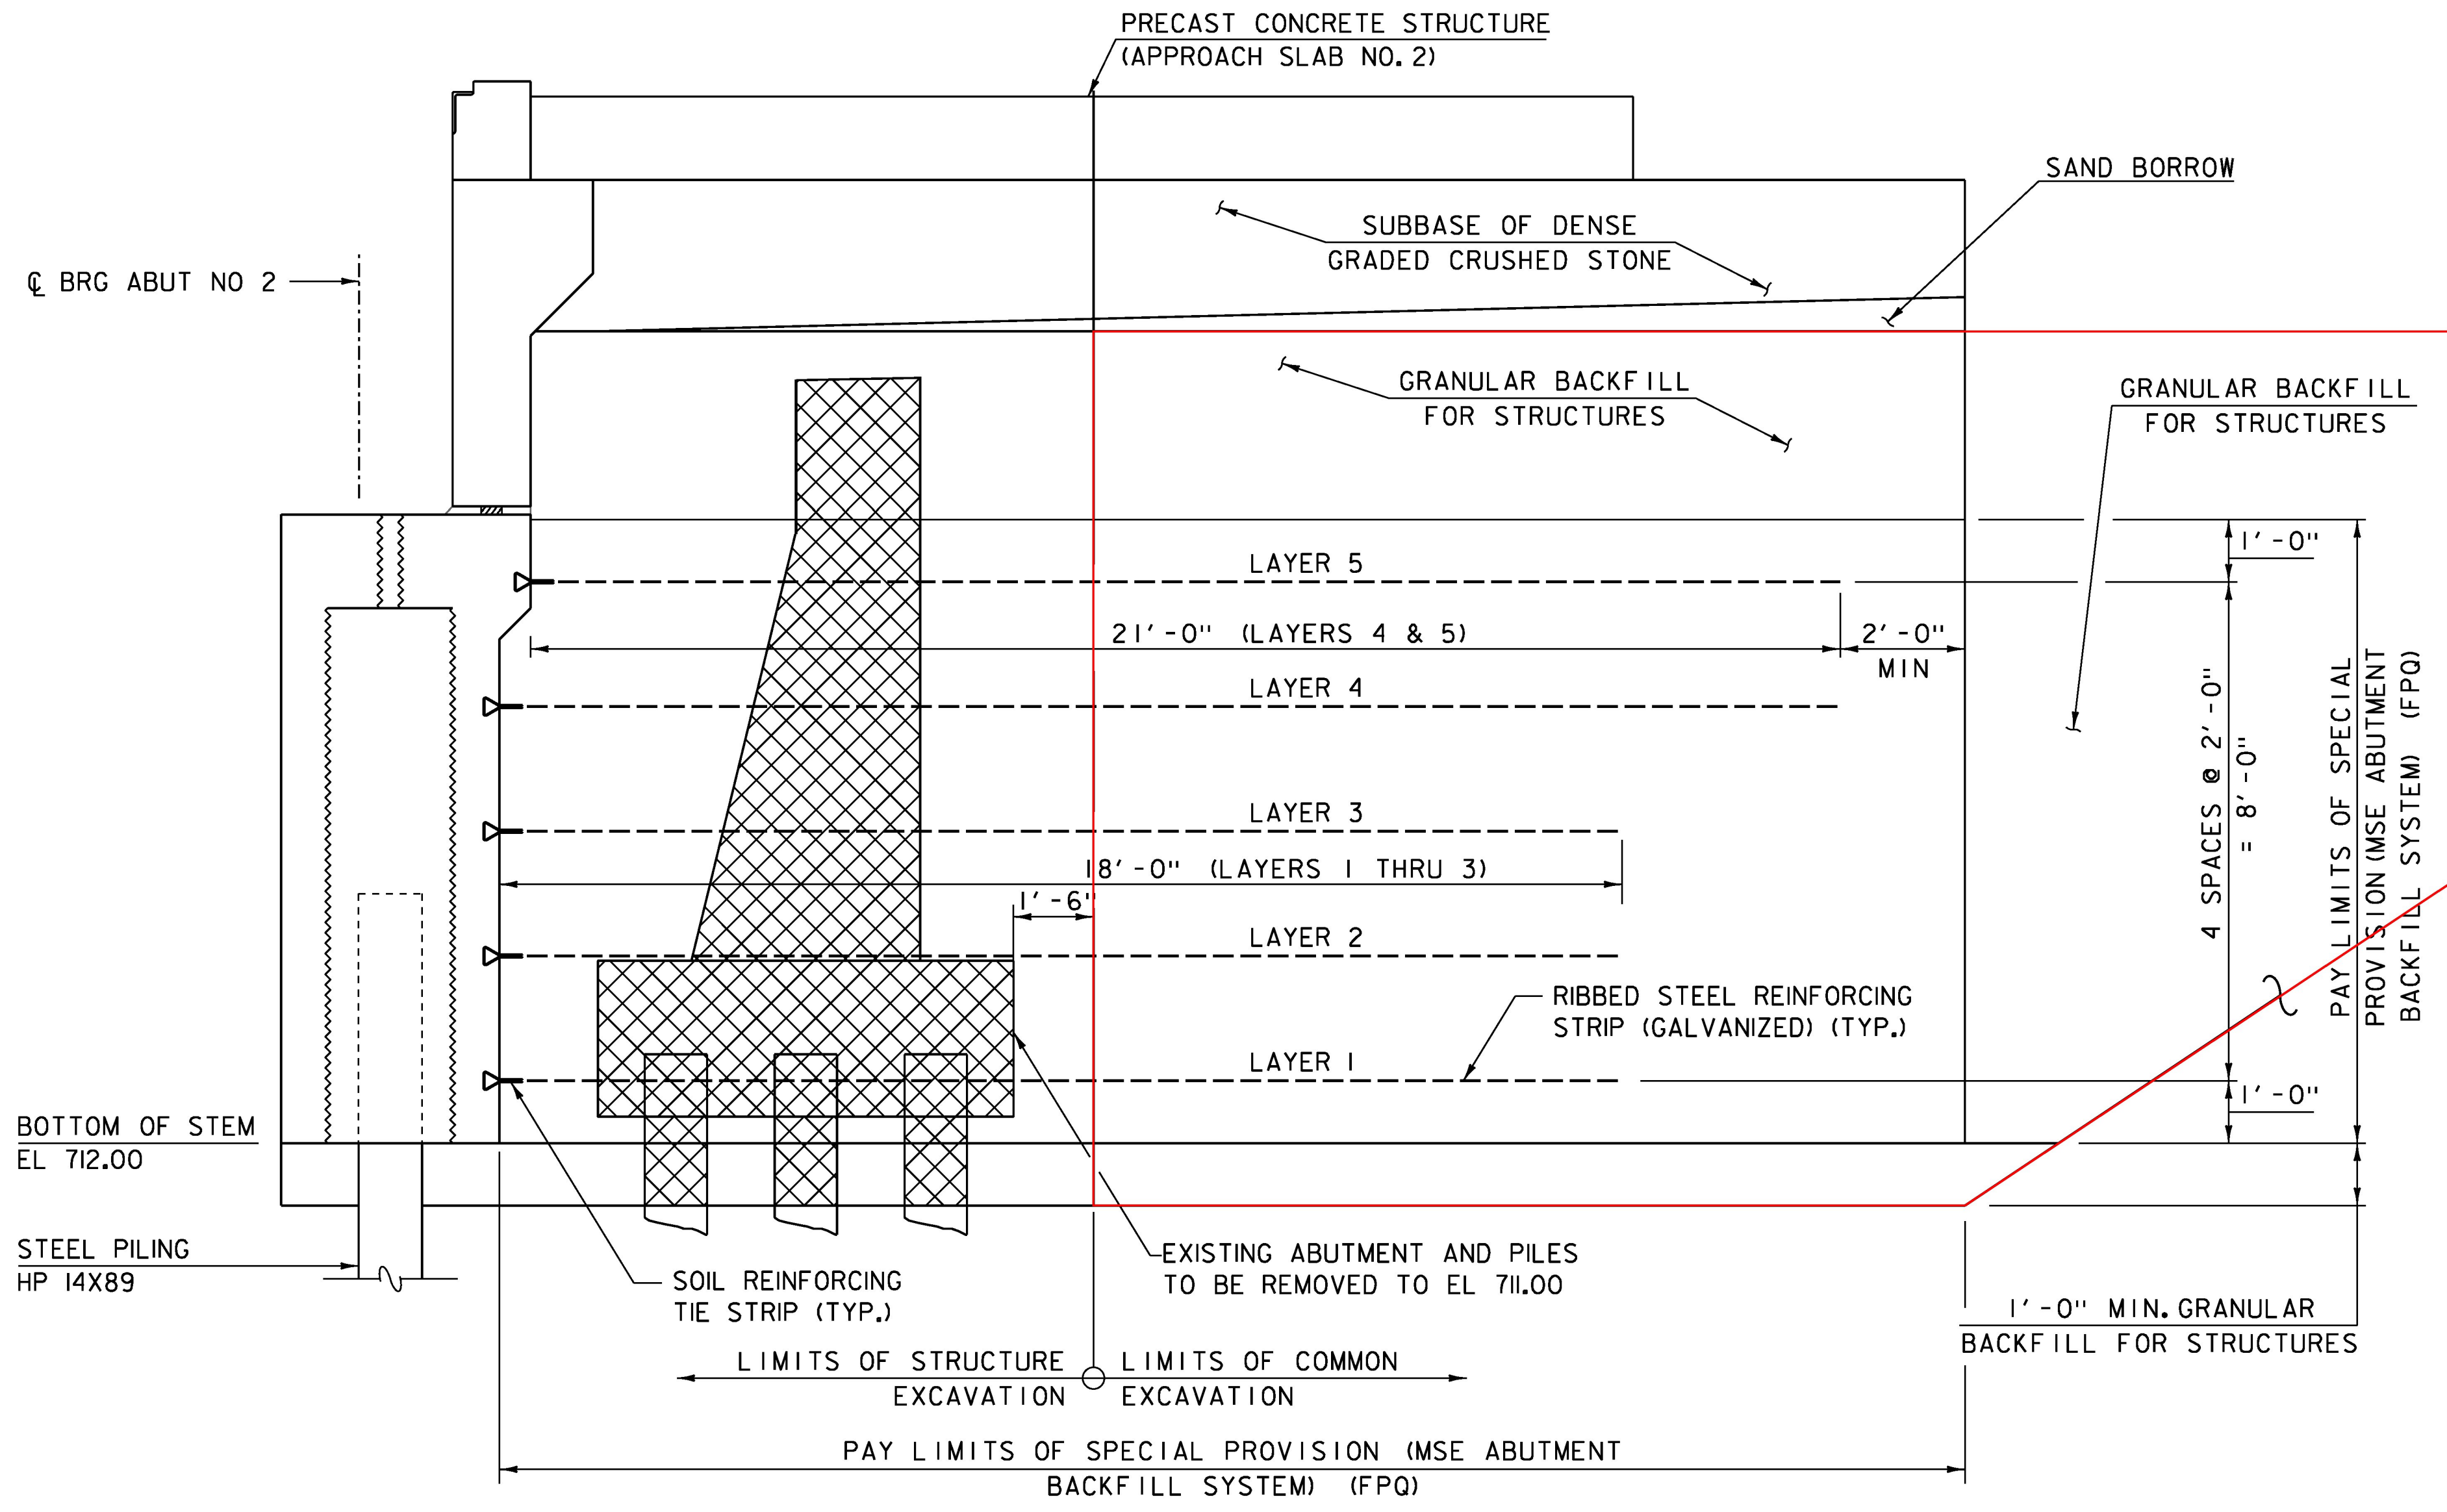 PRECAST CONCRETE STRUCTURE
(APPROACH SLAB NO. 2)
SAND BORROW
SUBBASE OF DENSE
GRADED CRUSHED STONE
℄ BRG ABUT NO 2
GRANULAR BACKFILL
FOR STRUCTURES
GRANULAR BACKFILL
FOR STRUCTURES
1'-0"
LAYER 5
21'-0" (LAYERS 4 & 5)
2'-0"
MIN
LAYER 4
4 SPACES @ 2'-0"
= 8'-0"
PAY LIMITS OF SPECIAL
PROVISION (MSE ABUTMENT
BACKFILL SYSTEM) (FPQ)
LAYER 3
18'-0" (LAYERS 1 THRU 3)
1'-6"
LAYER 2
RIBBED STEEL REINFORCING
STRIP (GALVANIZED) (TYP.)
LAYER 1
1'-0"
BOTTOM OF STEM
EL 712.00
STEEL PILING
HP 14X89
SOIL REINFORCING
TIE STRIP (TYP.)
EXISTING ABUTMENT AND PILES
TO BE REMOVED TO EL 711.00
1'-0" MIN. GRANULAR
BACKFILL FOR STRUCTURES
LIMITS OF STRUCTURE
EXCAVATION
LIMITS OF COMMON
EXCAVATION
PAY LIMITS OF SPECIAL PROVISION (MSE ABUTMENT
BACKFILL SYSTEM) (FPQ)